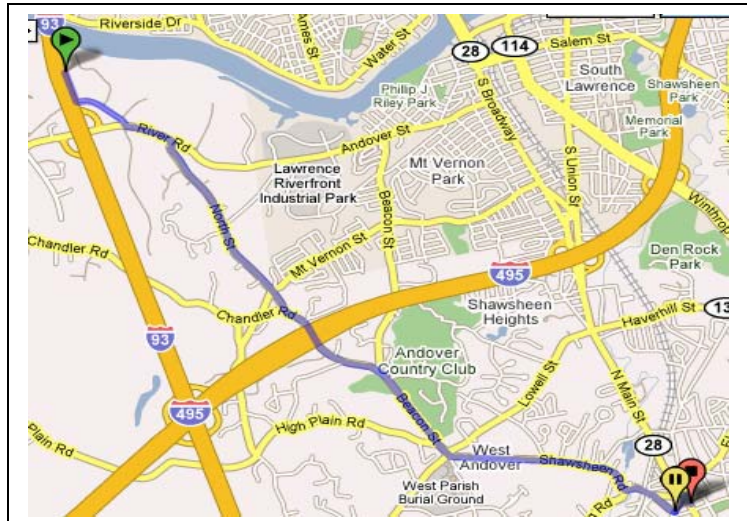 93
Riverside Dr
Ames St
Water St
28
114
Salem St
Phillip J
Riley Park
S Broadway
South
Lawrence
Shawsheen
Park
Memorial
Park
River Rd
Andover St
Lawrence
Riverfront
Industrial Park
Mt Vernon
Park
S Union St
Winthrop
Beacon St
North St
Mt Vernon St
Den Rock
Park
Chandler Rd
495
Chandler Rd
Shawsheen
Heights
Haverhill St
13
93
Andover
Country Club
Lowell St
N Main St
495
High Plain Rd
Beacon St
Plain Rd
West
Andover
Shawsheen Rd
28
E
West Parish
Burial Ground